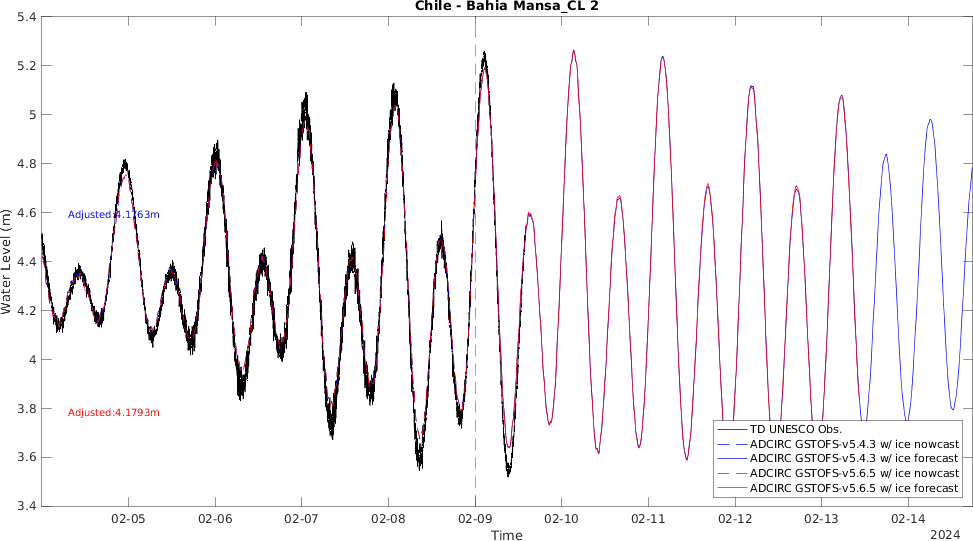 Chile - Bahia Mansa_CL 2
5.4
5.2
5
4.8
4.6
4.4
4.2
4
3.8
3.6
3.4
Water Level (m)
Adjusted:4.1763m
Adjusted:4.1793m
TD UNESCO Obs.
ADCIRC GSTOFS-v5.4.3 w/ ice nowcast
ADCIRC GSTOFS-v5.4.3 w/ ice forecast
ADCIRC GSTOFS-v5.6.5 w/ ice nowcast
ADCIRC GSTOFS-v5.6.5 w/ ice forecast
02-05 02-06 02-07 02-08 02-09 02-10 02-11 02-12 02-13 02-14
Time
2024